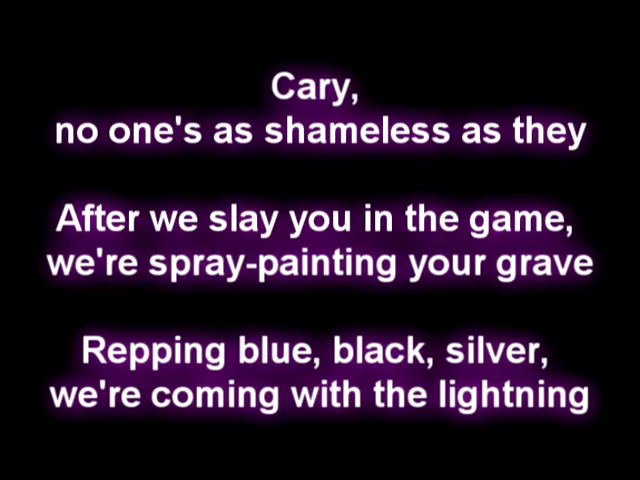 Cary,
no one's as shameless as they
After we slay you in the game,
we're spray-painting your grave
Repping blue, black, silver,
we're coming with the lightning